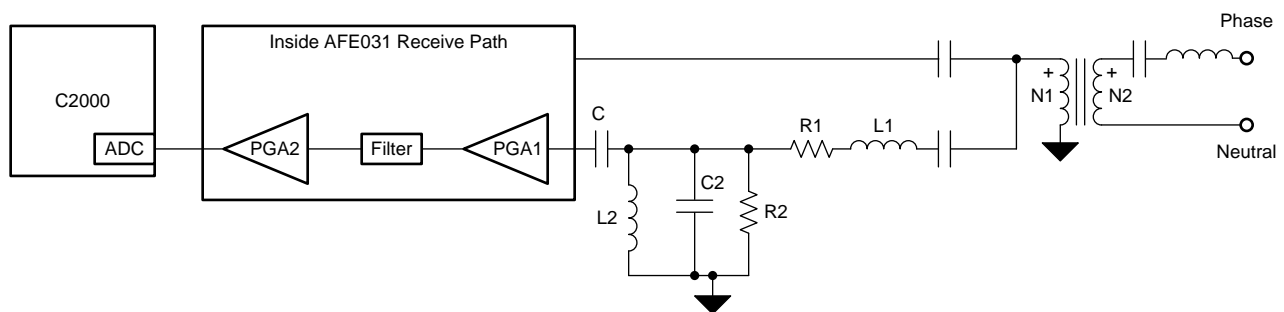 Inside AFE031 Receive Path
Phase
C2000
N1
+
+
N2
C
R1
L1
ADC
PGA2
Filter
PGA1
Neutral
C2
L2
R2